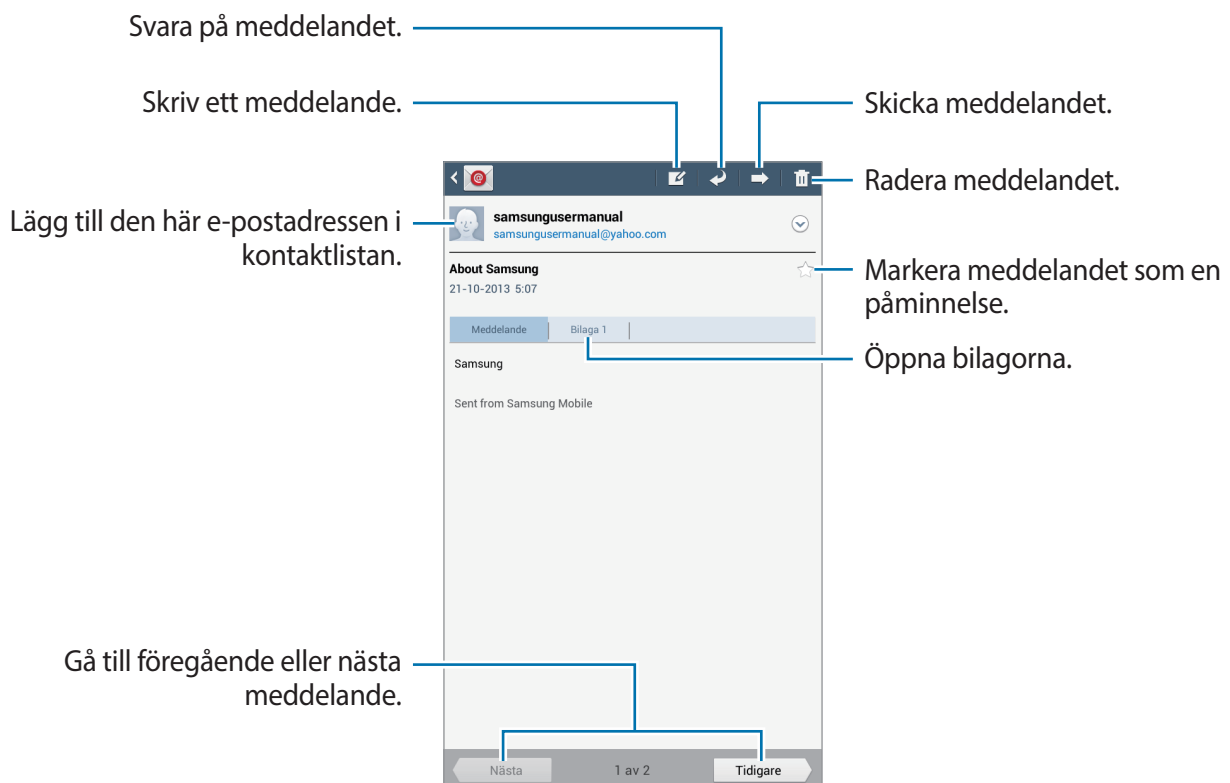 Svara på meddelandet.
Skriv ett meddelande.
Skicka meddelandet.
Radera meddelandet.
Lägg till den här e-postadressen i
kontaktlistan.
samsungusermanual
samsungusermanual@yahoo.com
About Samsung
21-10-2013 5:07
Markera meddelandet som en
påminnelse.
Meddelande
Bilaga 1
Öppna bilagorna.
Samsung
Sent from Samsung Mobile
Gå till föregående eller nästa
meddelande.
Nästa
1 av 2
Tidigare